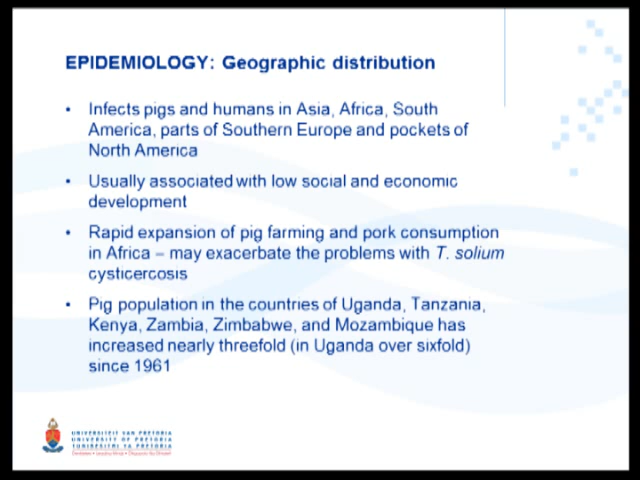 EPIDEMIOLOGY: Geographic distribution
• Infects pigs and humans in Asia, Africa, South
America, parts of Southern Europe and pockets of
North America
• Usually associated with low social and economic
development
• Rapid expansion of pig farming and pork consumption
in Africa – may exacerbate the problems with T. solium
cysticercosis
• Pig population in the countries of Uganda, Tanzania,
Kenya, Zambia, Zimbabwe, and Mozambique has
increased nearly threefold (in Uganda over sixfold)
since 1961
UNIVERSITEIT VAN PRETORIA
UNIVERSITY OF PRETORIA
YUNIBESITHI YA PRETORIA